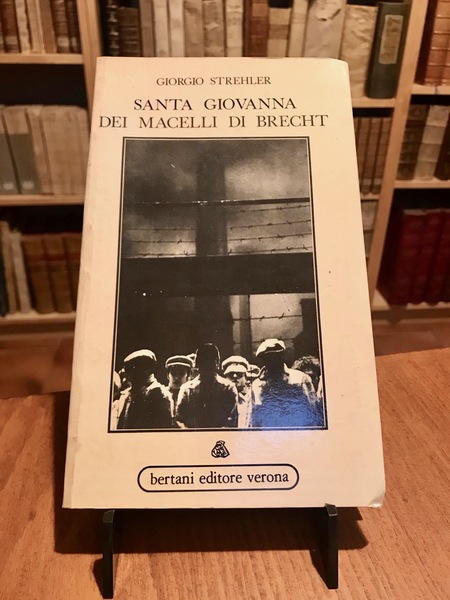 GIORGIO STREHLER
SANTA GIOVANNA
DEI MACELLI DI BRECHT
bertani editore verona